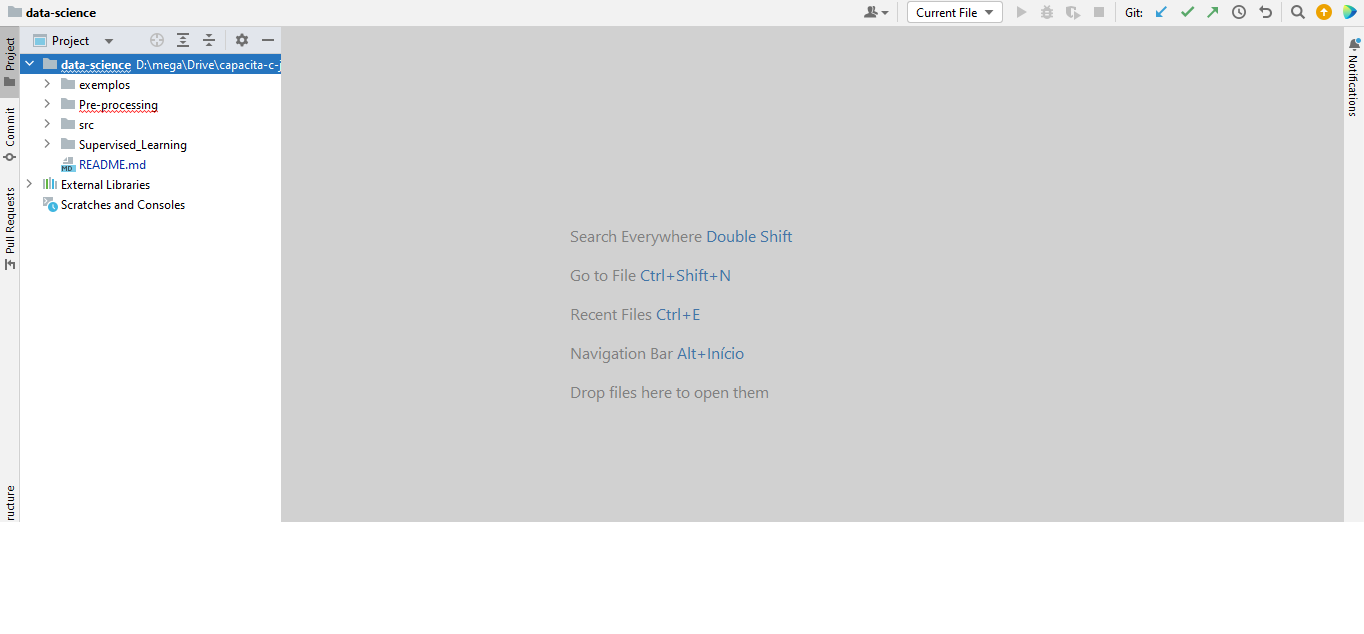 data-science
Current File
Git:
Project
Project
data-science D:\mega\Drive\capacita-c-j
exemplos
Pre-processing
src
Supervised_Learning
MD README.md
External Libraries
Scratches and Consoles
Commit
Pull Requests
ructure
Search Everywhere Double Shift
Go to File Ctrl+Shift+N
Recent Files Ctrl+E
Navigation Bar Alt+Início
Drop files here to open them
Notifications